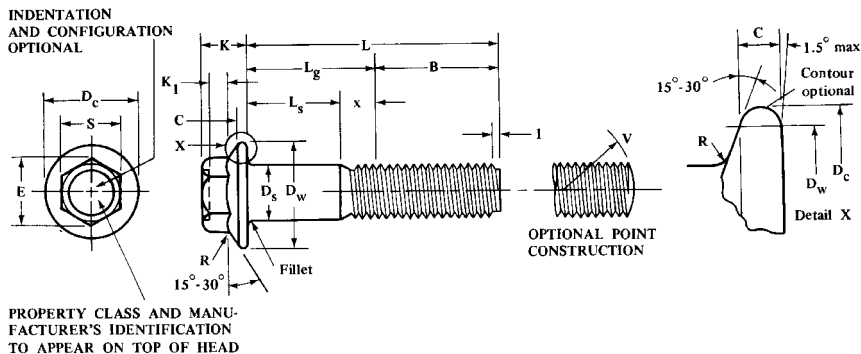 INDENTATION
AND CONFIGURATION
OPTIONAL
K
L
Lg
B
K1
Ls
x
C
X
1
Dc
S
E
Ds
Dw
R
Fillet
15°-30°
V
OPTIONAL POINT
CONSTRUCTION
C
1.5° max
15°-30°
Contour
optional
R
Dw
Dc
Detail X
PROPERTY CLASS AND MANU-
FACTURER'S IDENTIFICATION
TO APPEAR ON TOP OF HEAD